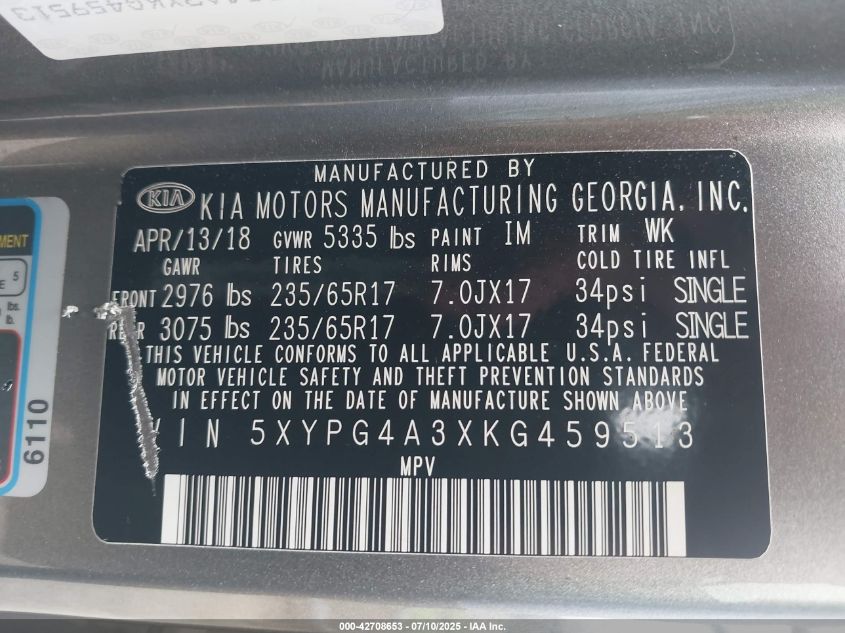 MANUFACTURED BY
KIA KIA MOTORS MANUFACTURING GEORGIA, INC.
APR/13/18 GVWR 5335 lbs PAINT IM TRIM WK
GAWR TIRES RIMS COLD TIRE INFL
FRONT 2976 lbs 235/65R17 7.0JX17 34psi SINGLE
REAR 3075 lbs 235/65R17 7.0JX17 34psi SINGLE
THIS VEHICLE CONFORMS TO ALL APPLICABLE U.S.A. FEDERAL
MOTOR VEHICLE SAFETY AND THEFT PREVENTION STANDARDS
IN EFFECT ON THE DATE OF MANUFACTURE SHOWN ABOVE
VIN 5XYPG4A3XKG459513
MPV
6110
000-42708653 - 07/10/2025 - IAA Inc.